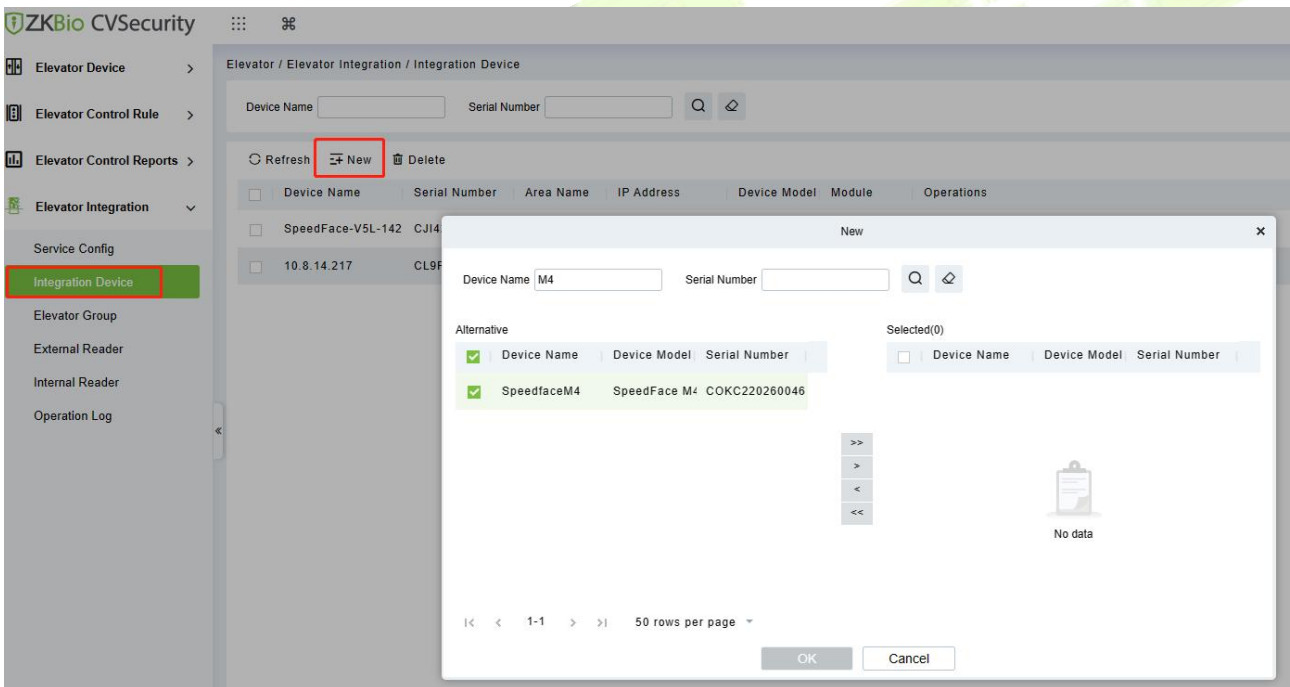 ZKBio CVSecurity
Elevator Device
Elevator Control Rule
Elevator Control Reports
Elevator Integration
Service Config
Integration Device
Elevator Group
External Reader
Internal Reader
Operation Log
Elevator / Elevator Integration / Integration Device
Device Name Serial Number
Refresh New Delete
Device Name Serial Number Area Name IP Address Device Model Module Operations
SpeedFace-V5L-142 CJI4
10.8.14.217 CL9F
New ×
Device Name M4 Serial Number
Alternative
Device Name Device Model Serial Number
SpeedfaceM4 SpeedFace M4 COKC220260046
Selected(0)
Device Name Device Model Serial Number
>>
>
<
<<
No data
|< < 1-1 > >| 50 rows per page
OK Cancel